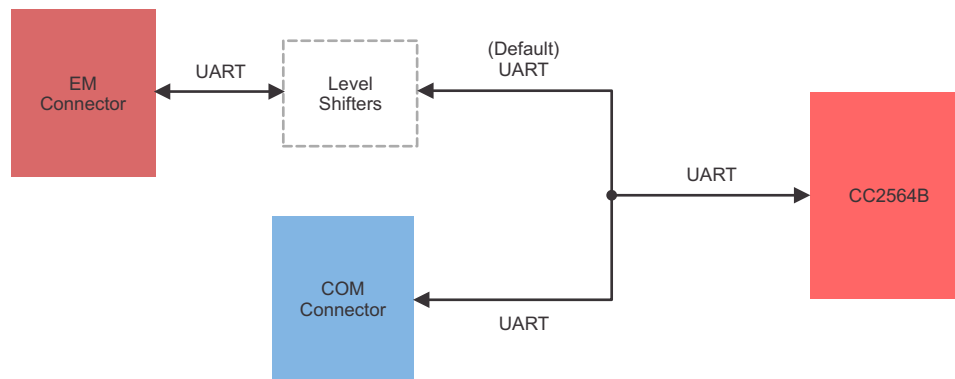 EM
Connector
UART
Level
Shifters
(Default)
UART
UART
CC2564B
COM
Connector
UART